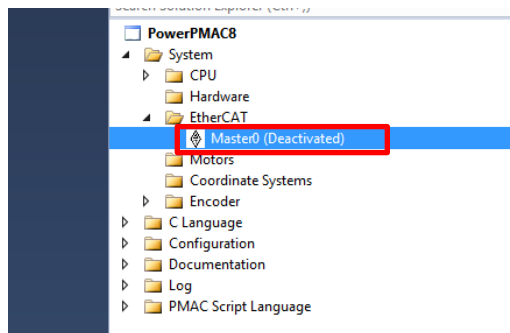 PowerPMAC8
System
CPU
Hardware
EtherCAT
Master0 (Deactivated)
Motors
Coordinate Systems
Encoder
C Language
Configuration
Documentation
Log
PMAC Script Language